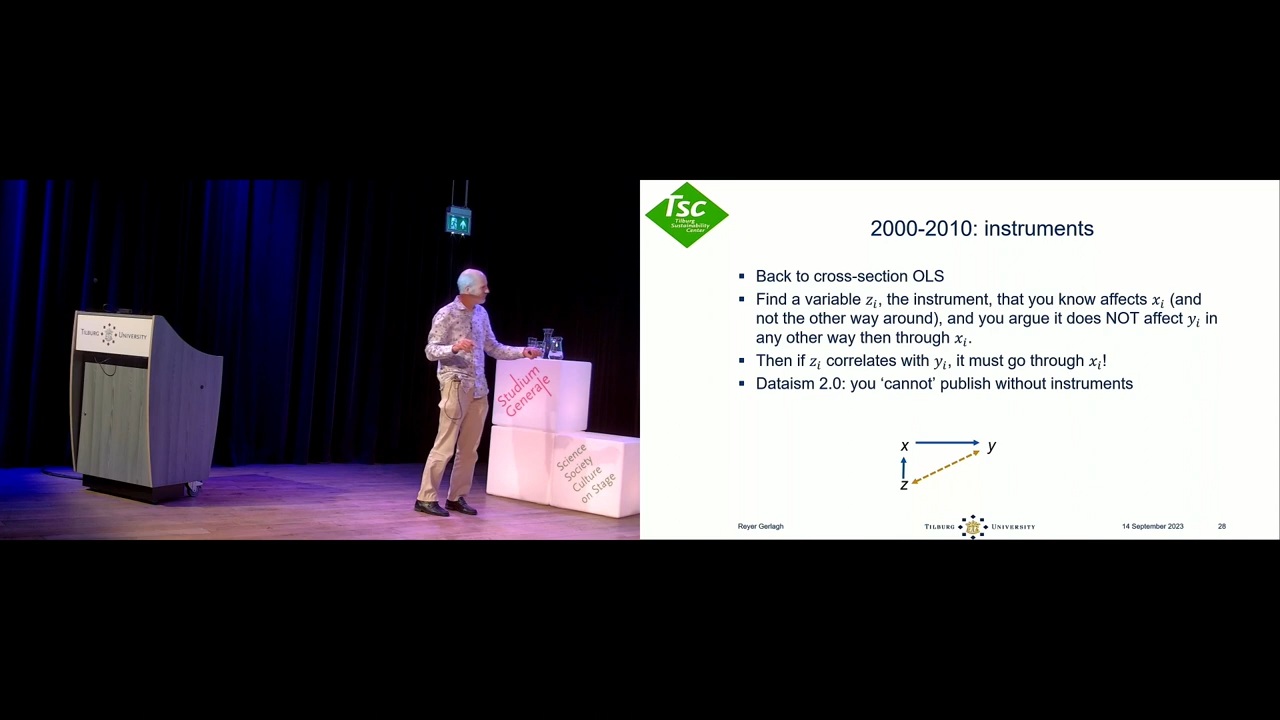 TILBURG UNIVERSITY
Studium
Generale
Science
Society
Culture
on Stage
Tsc
Tilburg
Sustainability
Center
2000-2010: instruments
▪ Back to cross-section OLS
▪ Find a variable zᵢ, the instrument, that you know affects xᵢ (and
not the other way around), and you argue it does NOT affect yᵢ in
any other way then through xᵢ.
▪ Then if zᵢ correlates with yᵢ, it must go through xᵢ!
▪ Dataism 2.0: you ‘cannot’ publish without instruments
x y
z
Reyer Gerlagh TILBURG UNIVERSITY 14 September 2023 28